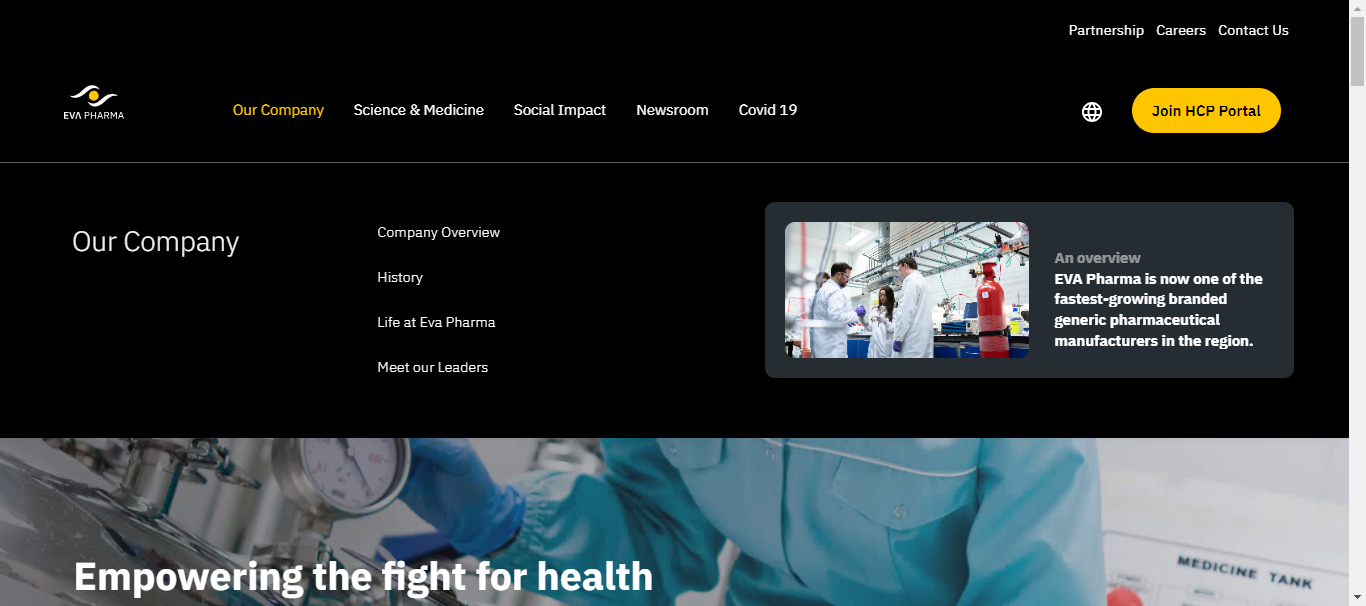 Partnership Careers Contact Us
EVA PHARMA
Our Company Science & Medicine Social Impact Newsroom Covid 19
Join HCP Portal
Our Company
Company Overview
History
Life at Eva Pharma
Meet our Leaders
An overview
EVA Pharma is now one of the
fastest-growing branded
generic pharmaceutical
manufacturers in the region.
MEDICINE TANK
Empowering the fight for health